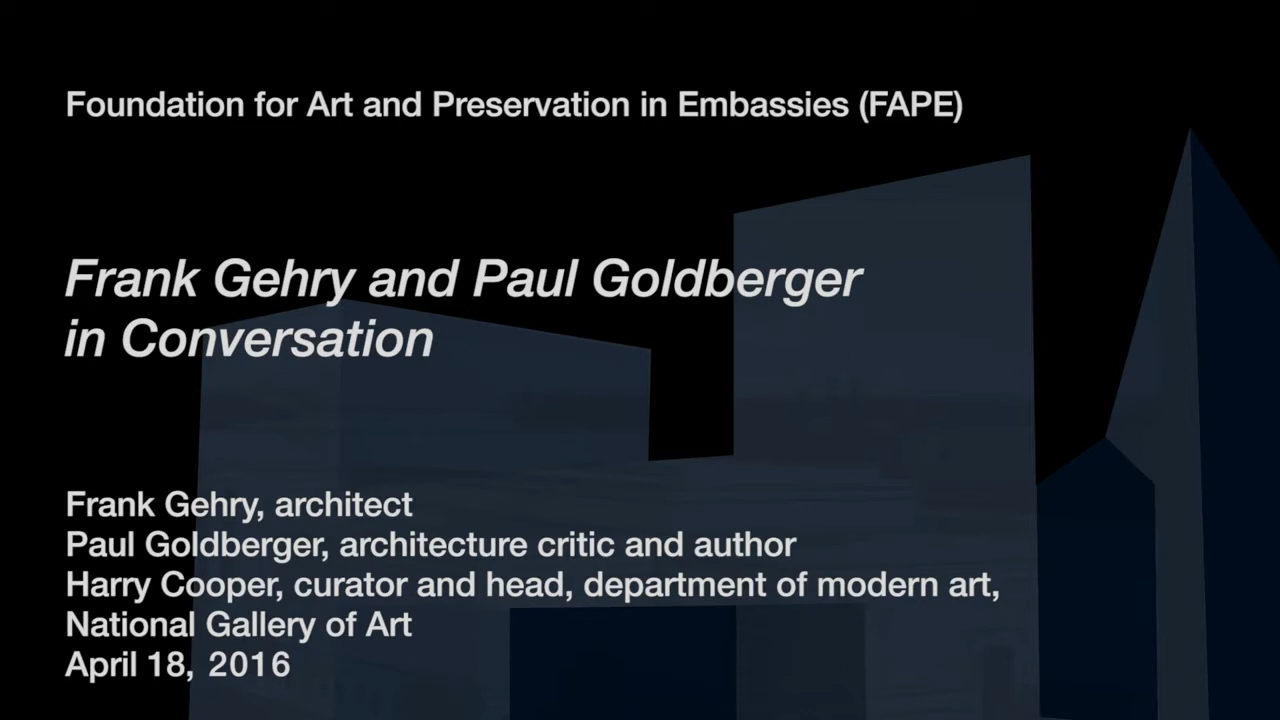 Foundation for Art and Preservation in Embassies (FAPE)
Frank Gehry and Paul Goldberger
in Conversation
Frank Gehry, architect
Paul Goldberger, architecture critic and author
Harry Cooper, curator and head, department of modern art,
National Gallery of Art
April 18, 2016